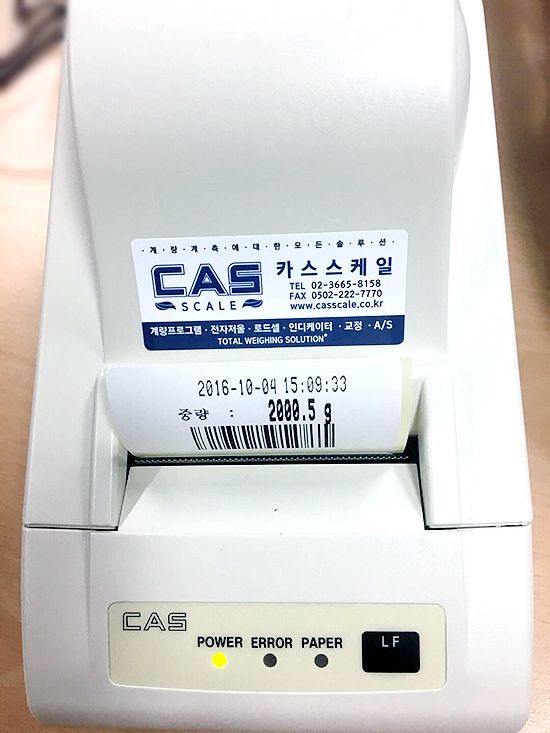 ·계·량·계·측·에·대·한·모·든·솔·루·션·
CAS
SCALE
카스스케일
TEL 02-3665-8158
FAX 0502-222-7770
www.casscale.co.kr
계량프로그램 · 전자저울 · 로드셀 · 인디케이터 · 교정 · A/S
TOTAL WEIGHING SOLUTION®
2016-10-04 15:09:33
중량 : 2000.5 g
CAS
POWER ERROR PAPER
LF